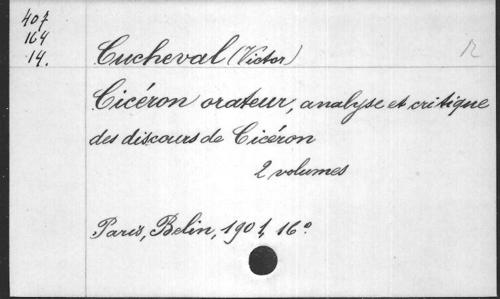 407
164
14.
Cucheval (Victor)
Cicéron orateur, analyse et critique
des discours de Cicéron
2 volumes
Paris, Belin, 1901, 16°